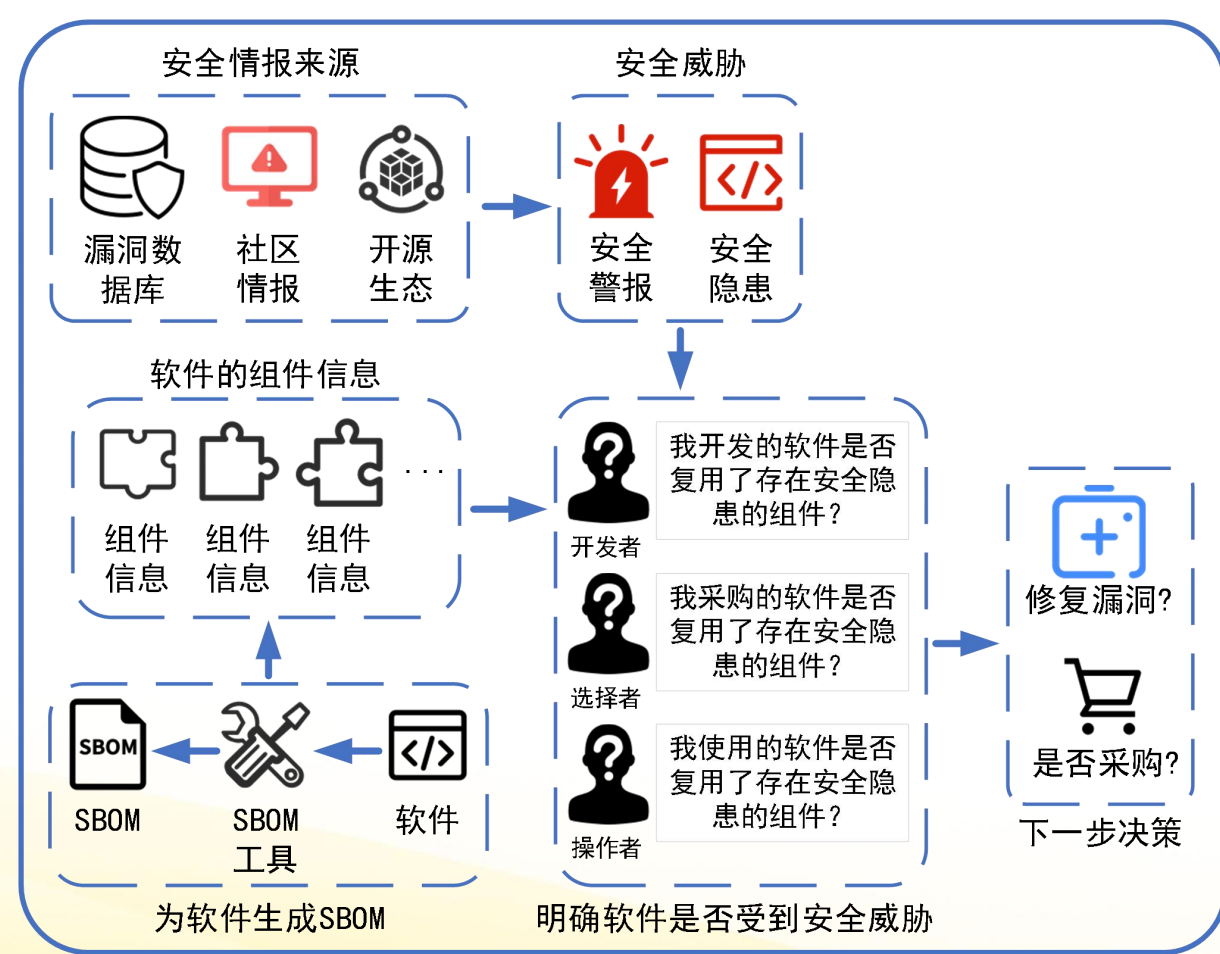 安全情报来源
漏洞数
据库
社区
情报
开源
生态
安全威胁
安全
警报
安全
隐患
软件的组件信息
组件
信息
组件
信息
组件
信息
...
SBOM
SBOM
SBOM
工具
软件
为软件生成SBOM
开发者
我开发的软件是否
复用了存在安全隐
患的组件?
选择者
我采购的软件是否
复用了存在安全隐
患的组件?
操作者
我使用的软件是否
复用了存在安全隐
患的组件?
明确软件是否受到安全威胁
修复漏洞?
是否采购?
下一步决策